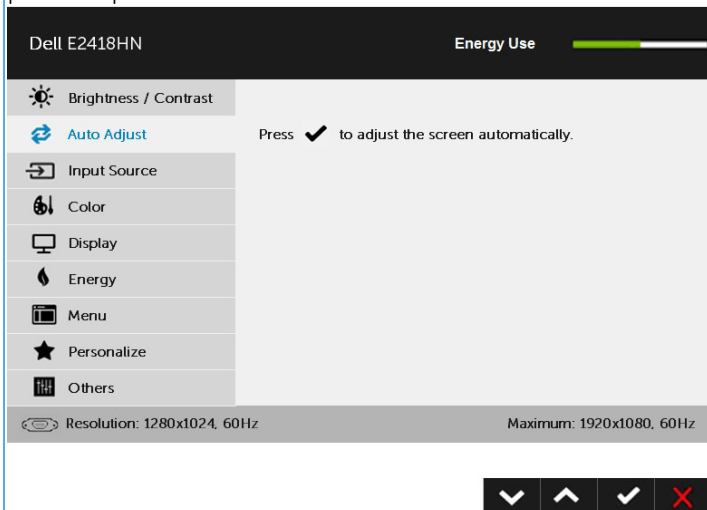 Dell E2418HN
Energy Use
Brightness / Contrast
Auto Adjust
Press ✔ to adjust the screen automatically.
Input Source
Color
Display
Energy
Menu
Personalize
Others
Resolution: 1280x1024, 60Hz
Maximum: 1920x1080, 60Hz